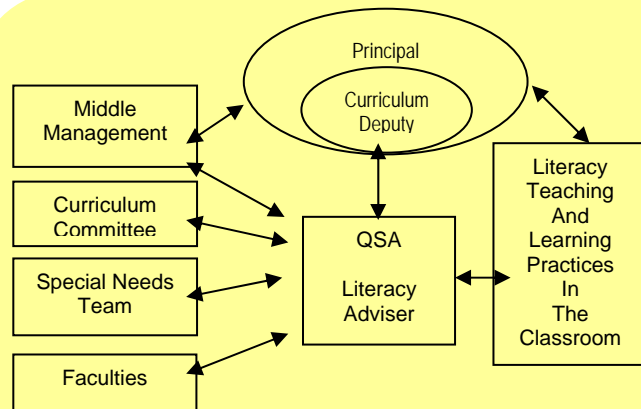 Principal
Curriculum
Deputy
Middle
Management
Curriculum
Committee
Special Needs
Team
Faculties
QSA
Literacy
Adviser
Literacy
Teaching
And
Learning
Practices
In
The
Classroom